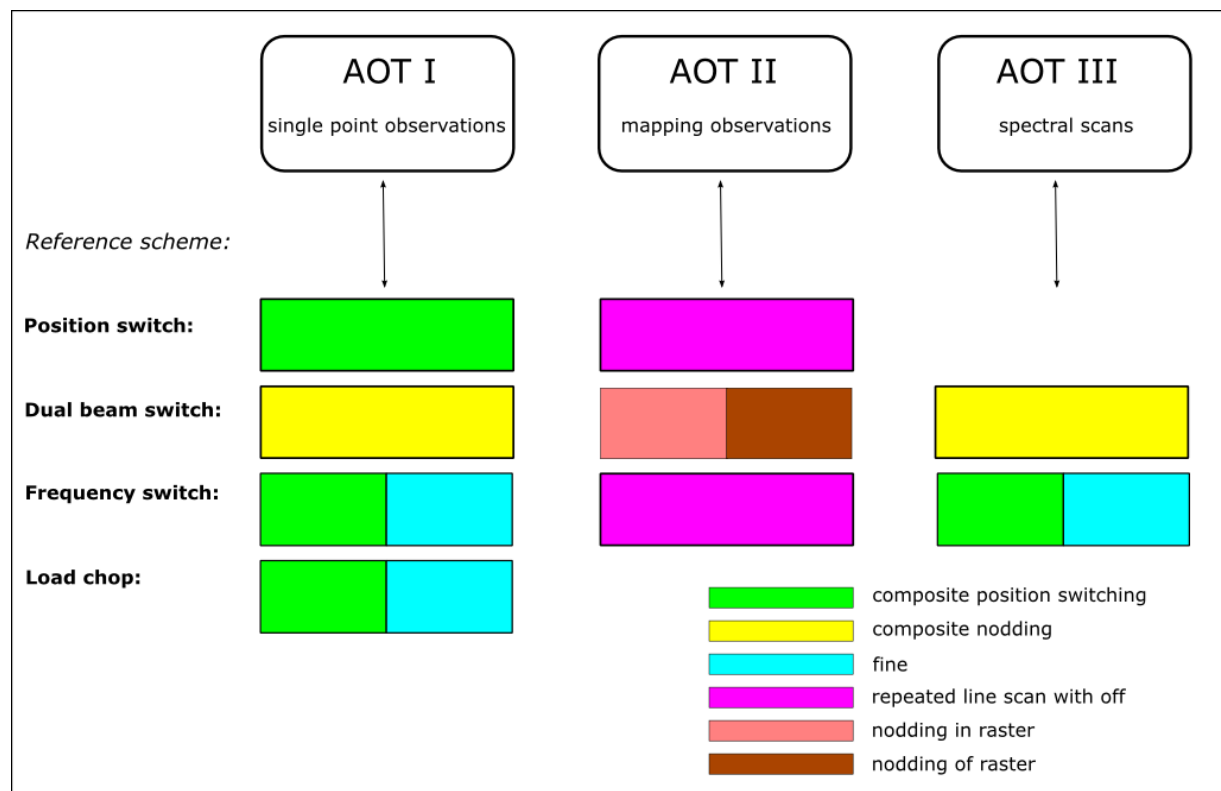 AOT I
single point observations
AOT II
mapping observations
AOT III
spectral scans
Reference scheme:
Position switch:
Dual beam switch:
Frequency switch:
Load chop:
composite position switching
composite nodding
fine
repeated line scan with off
nodding in raster
nodding of raster